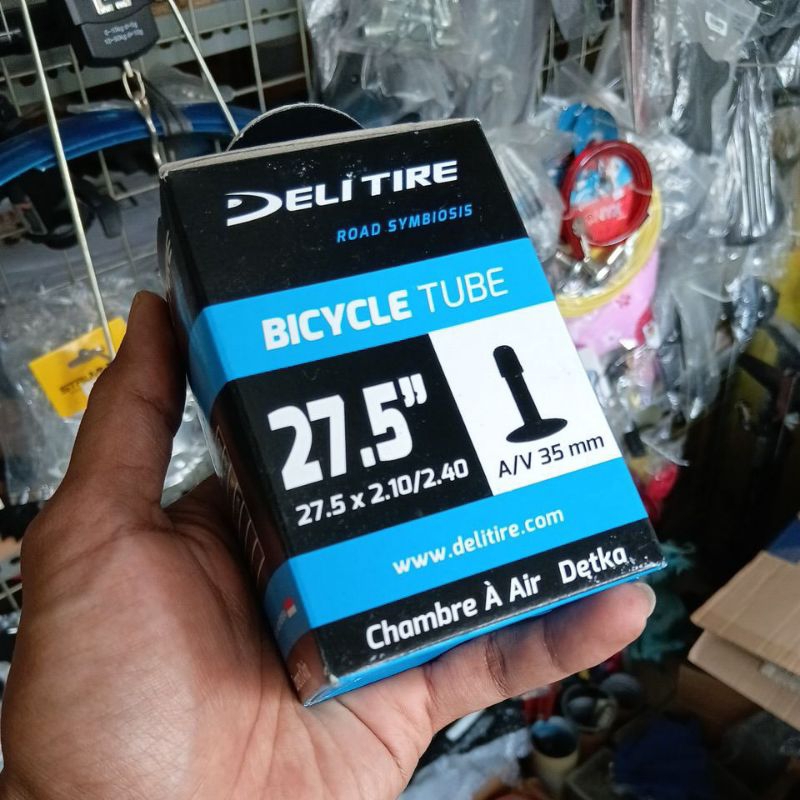 DELI TIRE
ROAD SYMBIOSIS
BICYCLE TUBE
27.5”
27.5 x 2.10/2.40
A/V 35 mm
www.delitire.com
Chambre À Air Dętka